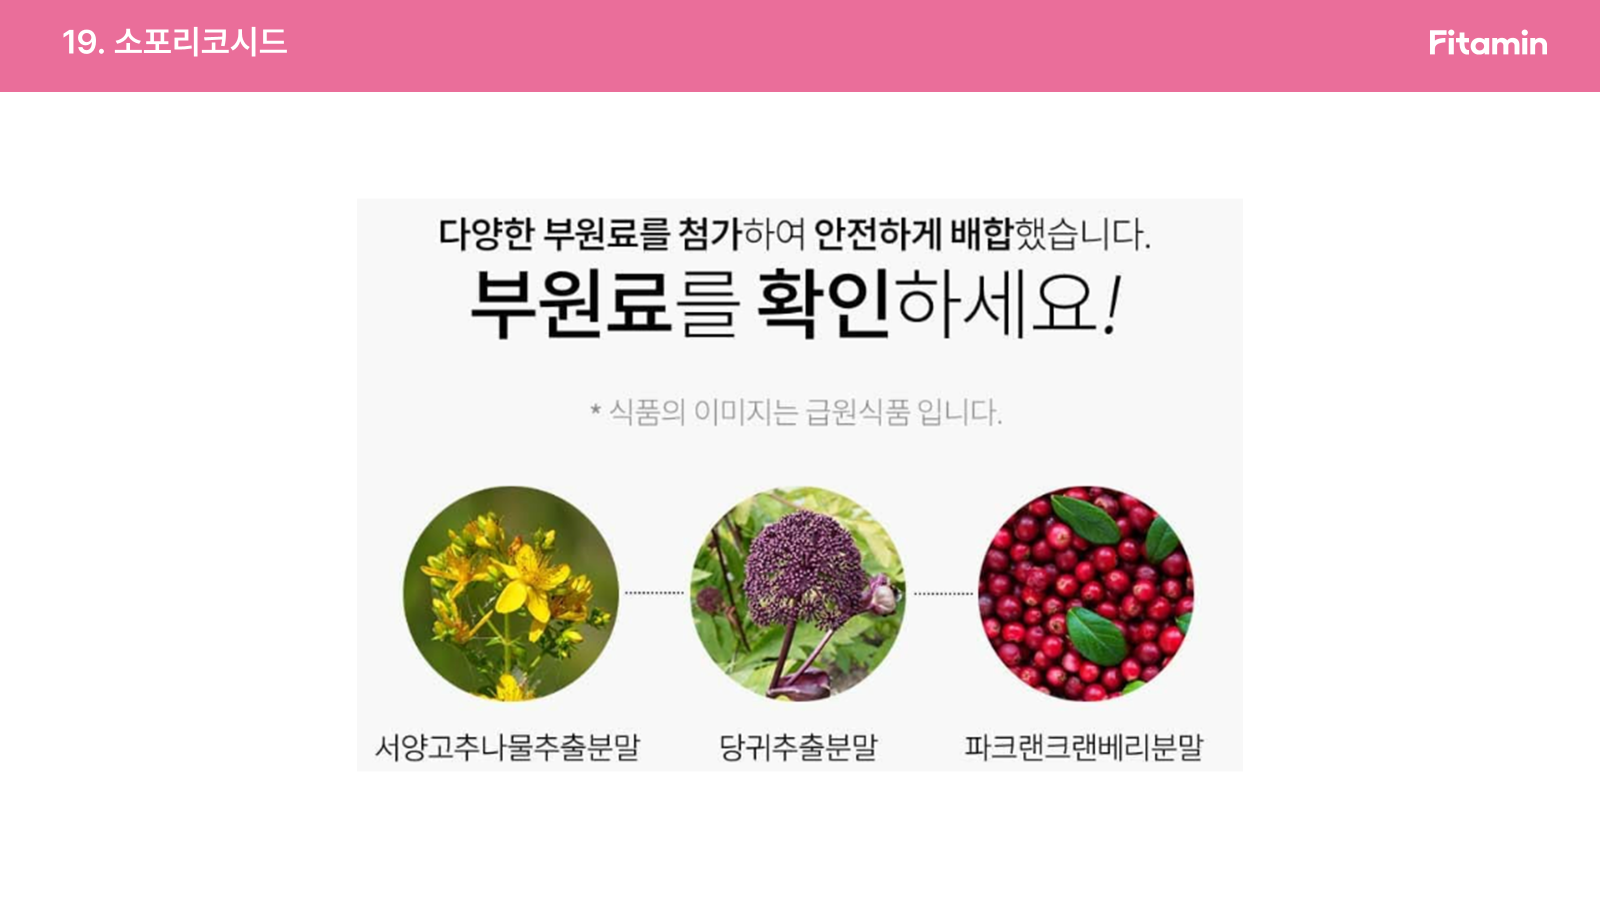 19. 소포리코시드
Fitamin
다양한 부원료를 첨가하여 안전하게 배합했습니다.
부원료를 확인하세요!
* 식품의 이미지는 급원식품 입니다.
서양고추나물추출분말
당귀추출분말
파크랜크랜베리분말